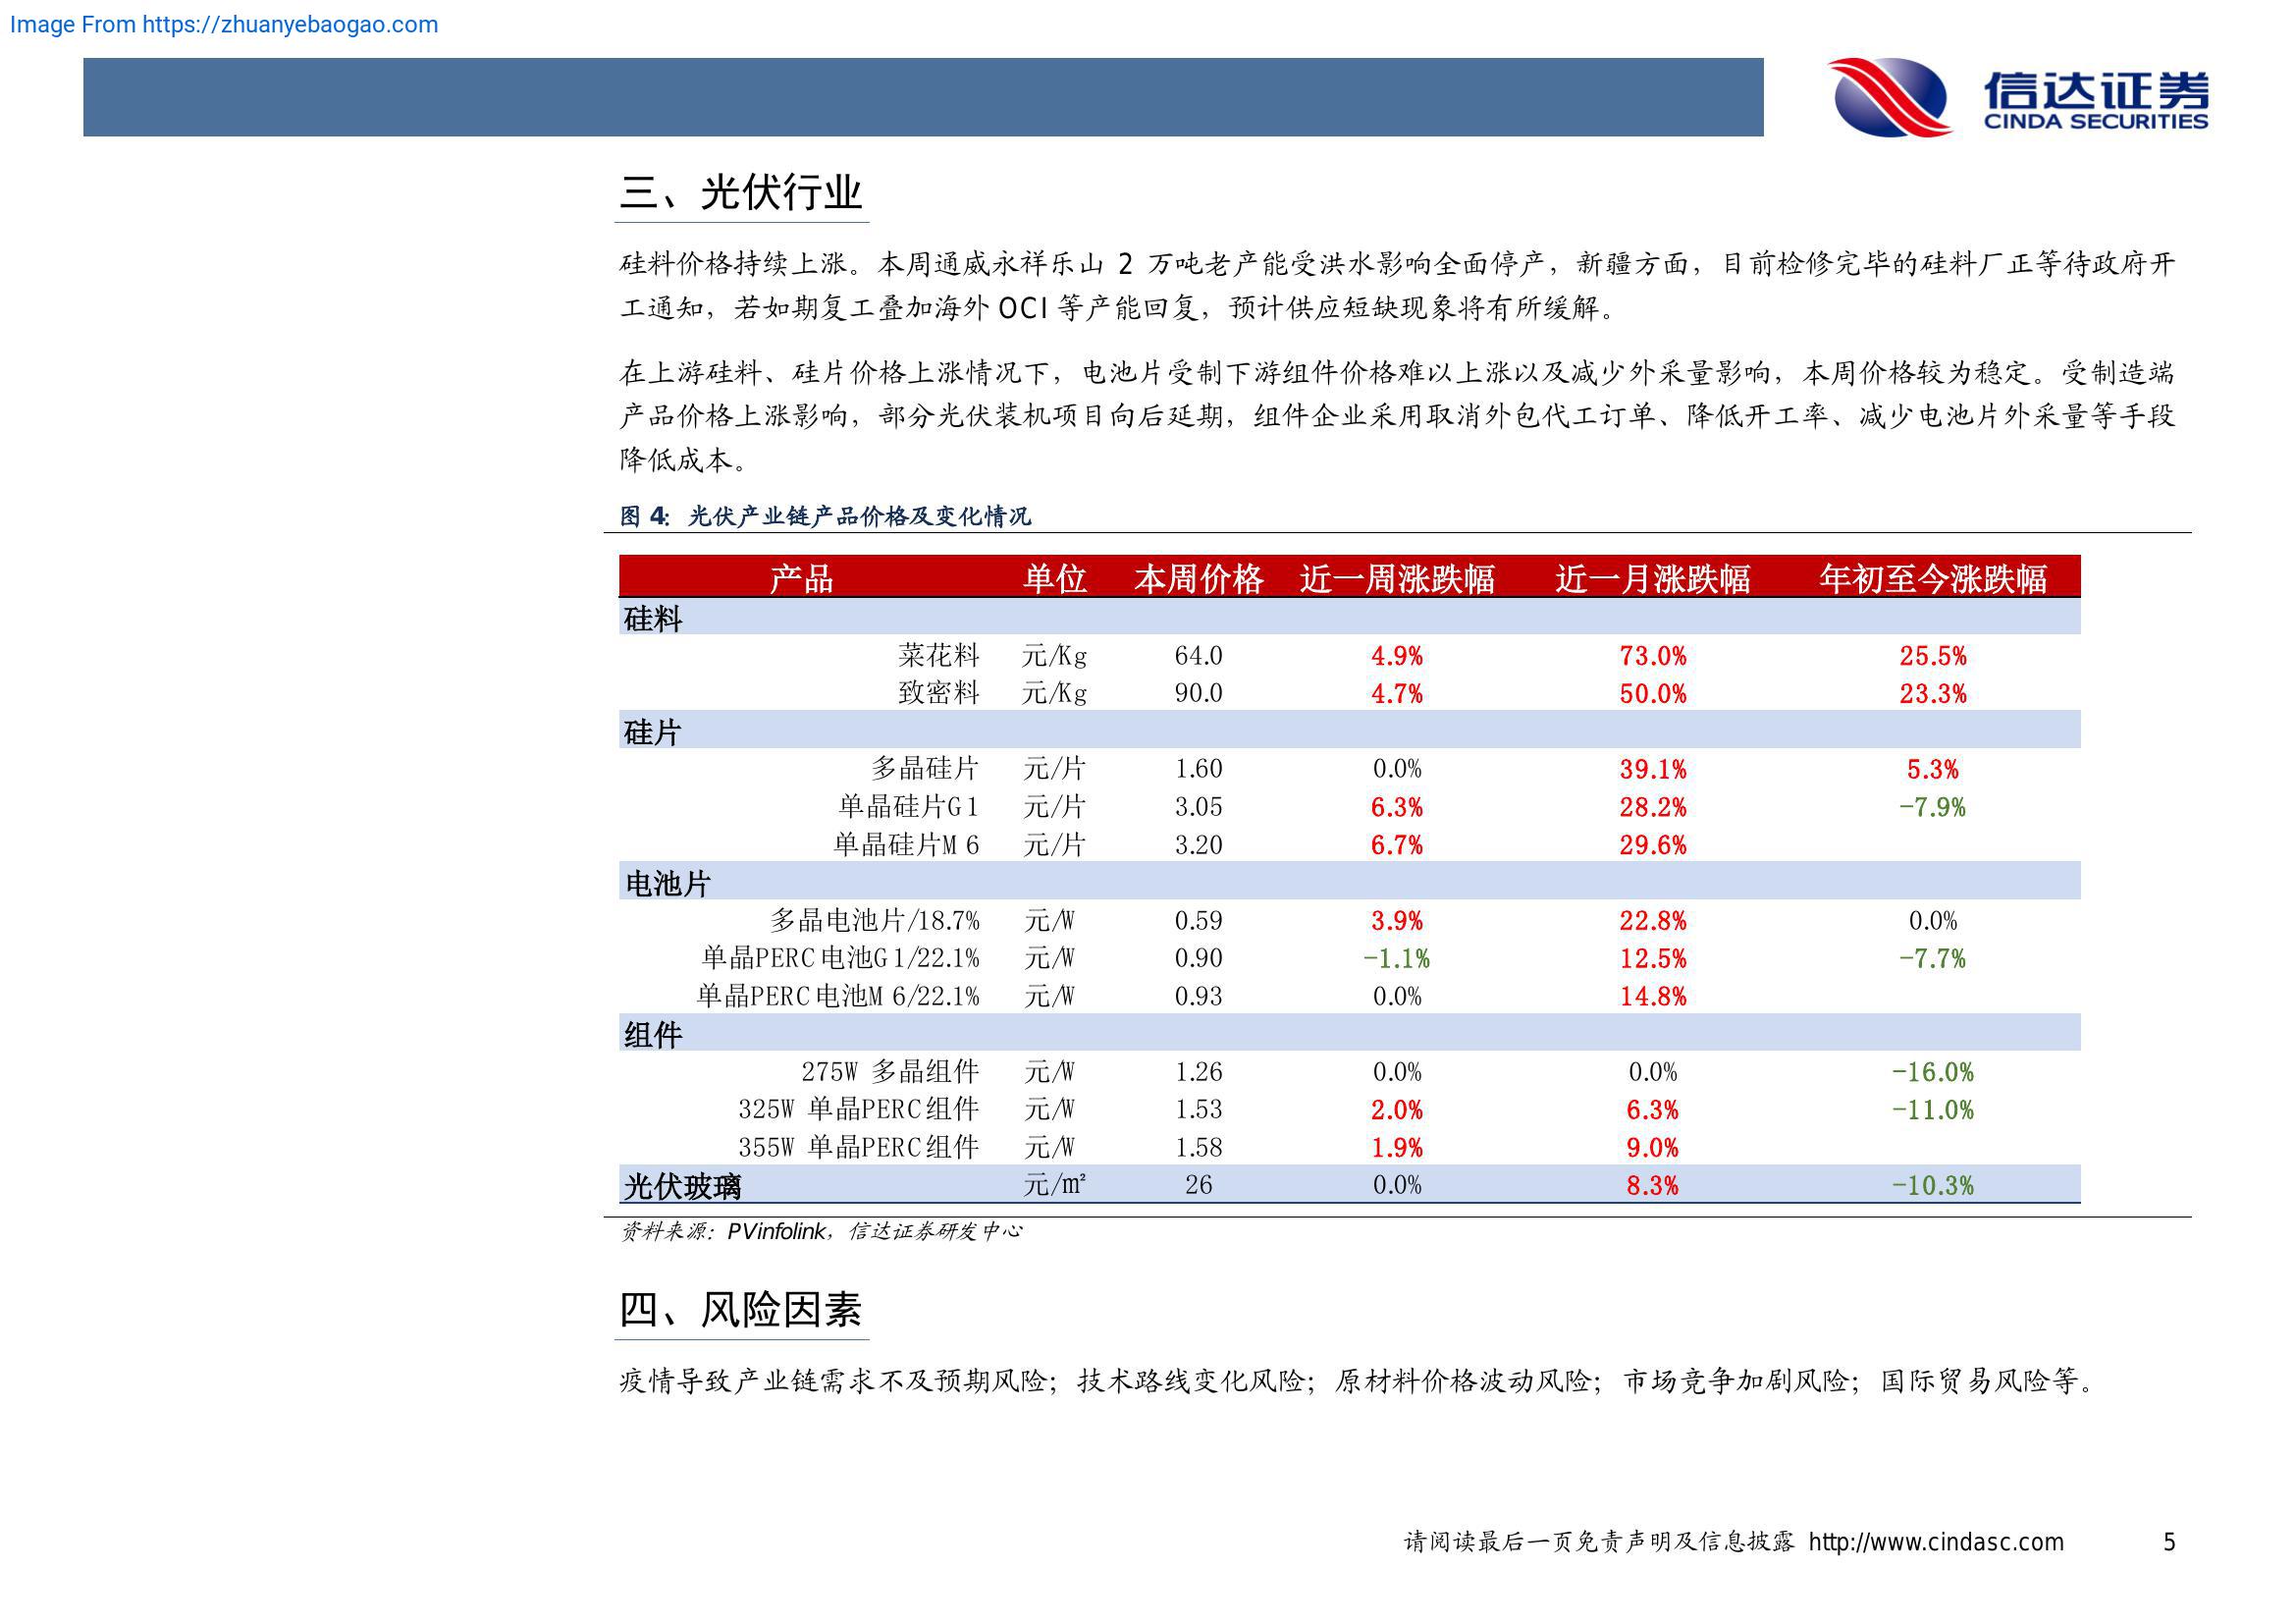 Image From https://zhuanyebaogao.com
信达证券
CINDA SECURITIES
三、光伏行业
硅料价格持续上涨。本周通威永祥乐山 2 万吨老产能受洪水影响全面停产，新疆方面，目前检修完毕的硅料厂正等待政府开
工通知，若如期复工叠加海外 OCI 等产能回复，预计供应短缺现象将有所缓解。
在上游硅料、硅片价格上涨情况下，电池片受制下游组件价格难以上涨以及减少外采量影响，本周价格较为稳定。受制造端
产品价格上涨影响，部分光伏装机项目向后延期，组件企业采用取消外包代工订单、降低开工率、减少电池片外采量等手段
降低成本。
图 4：光伏产业链产品价格及变化情况
产品 单位 本周价格 近一周涨跌幅 近一月涨跌幅 年初至今涨跌幅
硅料
菜花料 元/Kg 64.0 4.9% 73.0% 25.5%
致密料 元/Kg 90.0 4.7% 50.0% 23.3%
硅片
多晶硅片 元/片 1.60 0.0% 39.1% 5.3%
单晶硅片G1 元/片 3.05 6.3% 28.2% -7.9%
单晶硅片M6 元/片 3.20 6.7% 29.6%
电池片
多晶电池片/18.7% 元/W 0.59 3.9% 22.8% 0.0%
单晶PERC电池G1/22.1% 元/W 0.90 -1.1% 12.5% -7.7%
单晶PERC电池M6/22.1% 元/W 0.93 0.0% 14.8%
组件
275W 多晶组件 元/W 1.26 0.0% 0.0% -16.0%
325W 单晶PERC组件 元/W 1.53 2.0% 6.3% -11.0%
355W 单晶PERC组件 元/W 1.58 1.9% 9.0%
光伏玻璃 元/㎡ 26 0.0% 8.3% -10.3%
资料来源：PVinfolink，信达证券研发中心
四、风险因素
疫情导致产业链需求不及预期风险；技术路线变化风险；原材料价格波动风险；市场竞争加剧风险；国际贸易风险等。
请阅读最后一页免责声明及信息披露 http://www.cindasc.com 5